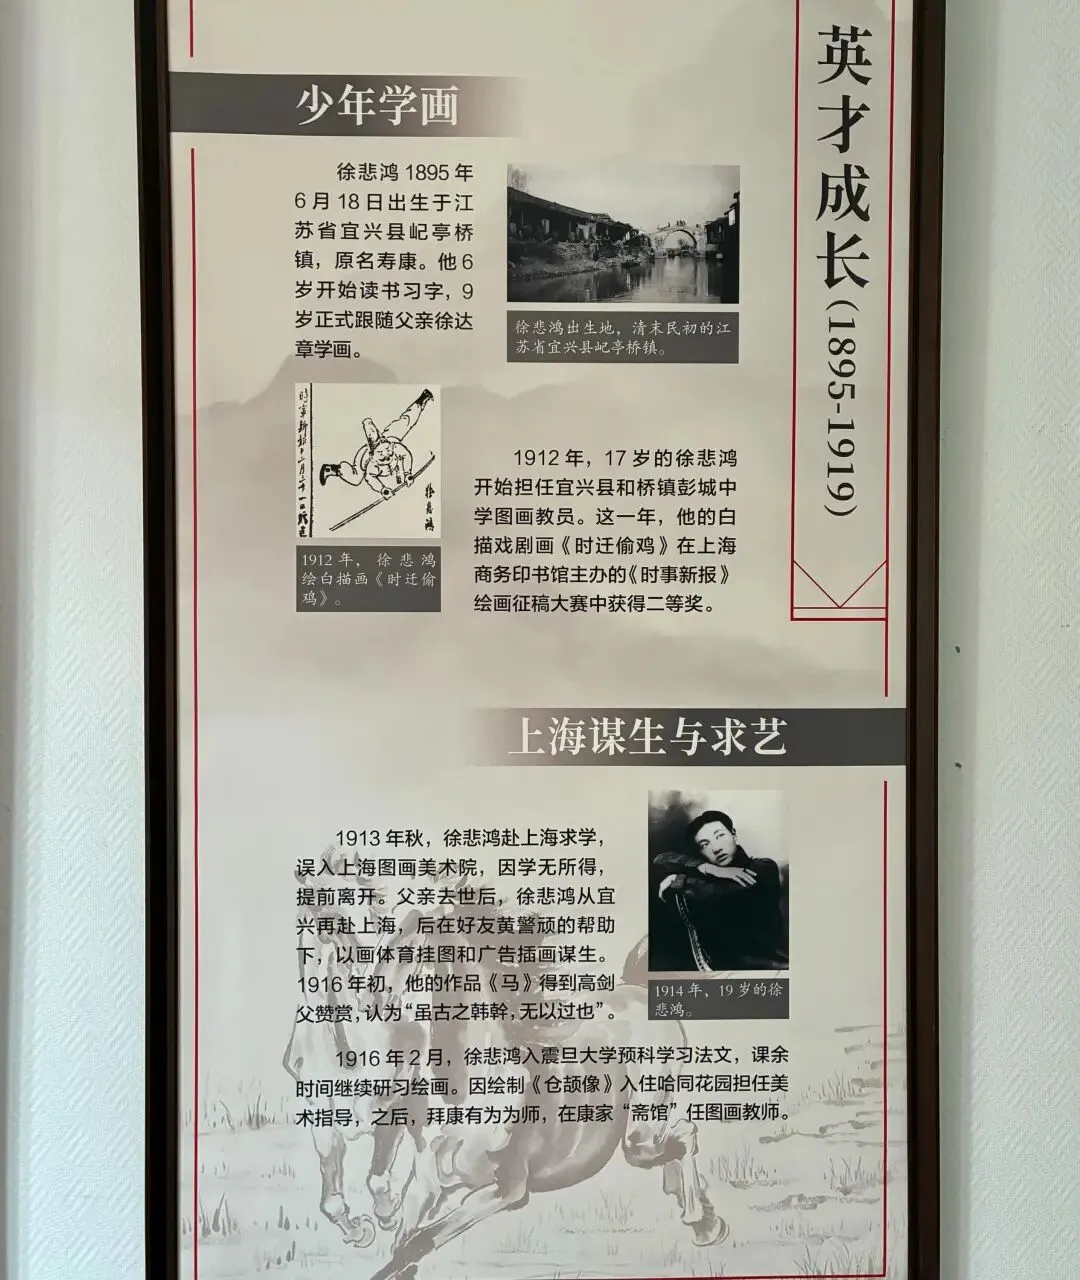 英才成长(1895-1919)
少年学画
徐悲鸿 1895 年
6 月 18 日出生于江
苏省宜兴县屺亭桥
镇，原名寿康。他 6
岁开始读书习字，9
岁正式跟随父亲徐达
章学画。
徐悲鸿出生地，清末民初的江
苏省宜兴县屺亭桥镇。
徐悲鸿
1912 年，徐悲鸿
绘白描画《时迁偷
鸡》。
1912 年，17 岁的徐悲鸿
开始担任宜兴县和桥镇彭城中
学图画教员。这一年，他的白
描戏剧画《时迁偷鸡》在上海
商务印书馆主办的《时事新报》
绘画征稿大赛中获得二等奖。
上海谋生与求艺
1913 年秋，徐悲鸿赴上海求学，
误入上海图画美术院，因学无所得，
提前离开。父亲去世后，徐悲鸿从宜
兴再赴上海，后在好友黄警顽的帮助
下，以画体育挂图和广告插画谋生。
1916 年初，他的作品《马》得到高剑
父赞赏，认为“虽古之韩幹，无以过也”。
1914 年，19 岁的徐
悲鸿。
1916 年 2 月，徐悲鸿入震旦大学预科学习法文，课余
时间继续研习绘画。因绘制《仓颉像》入住哈同花园担任美
术指导，之后，拜康有为为师，在康家“斋馆”任图画教师。